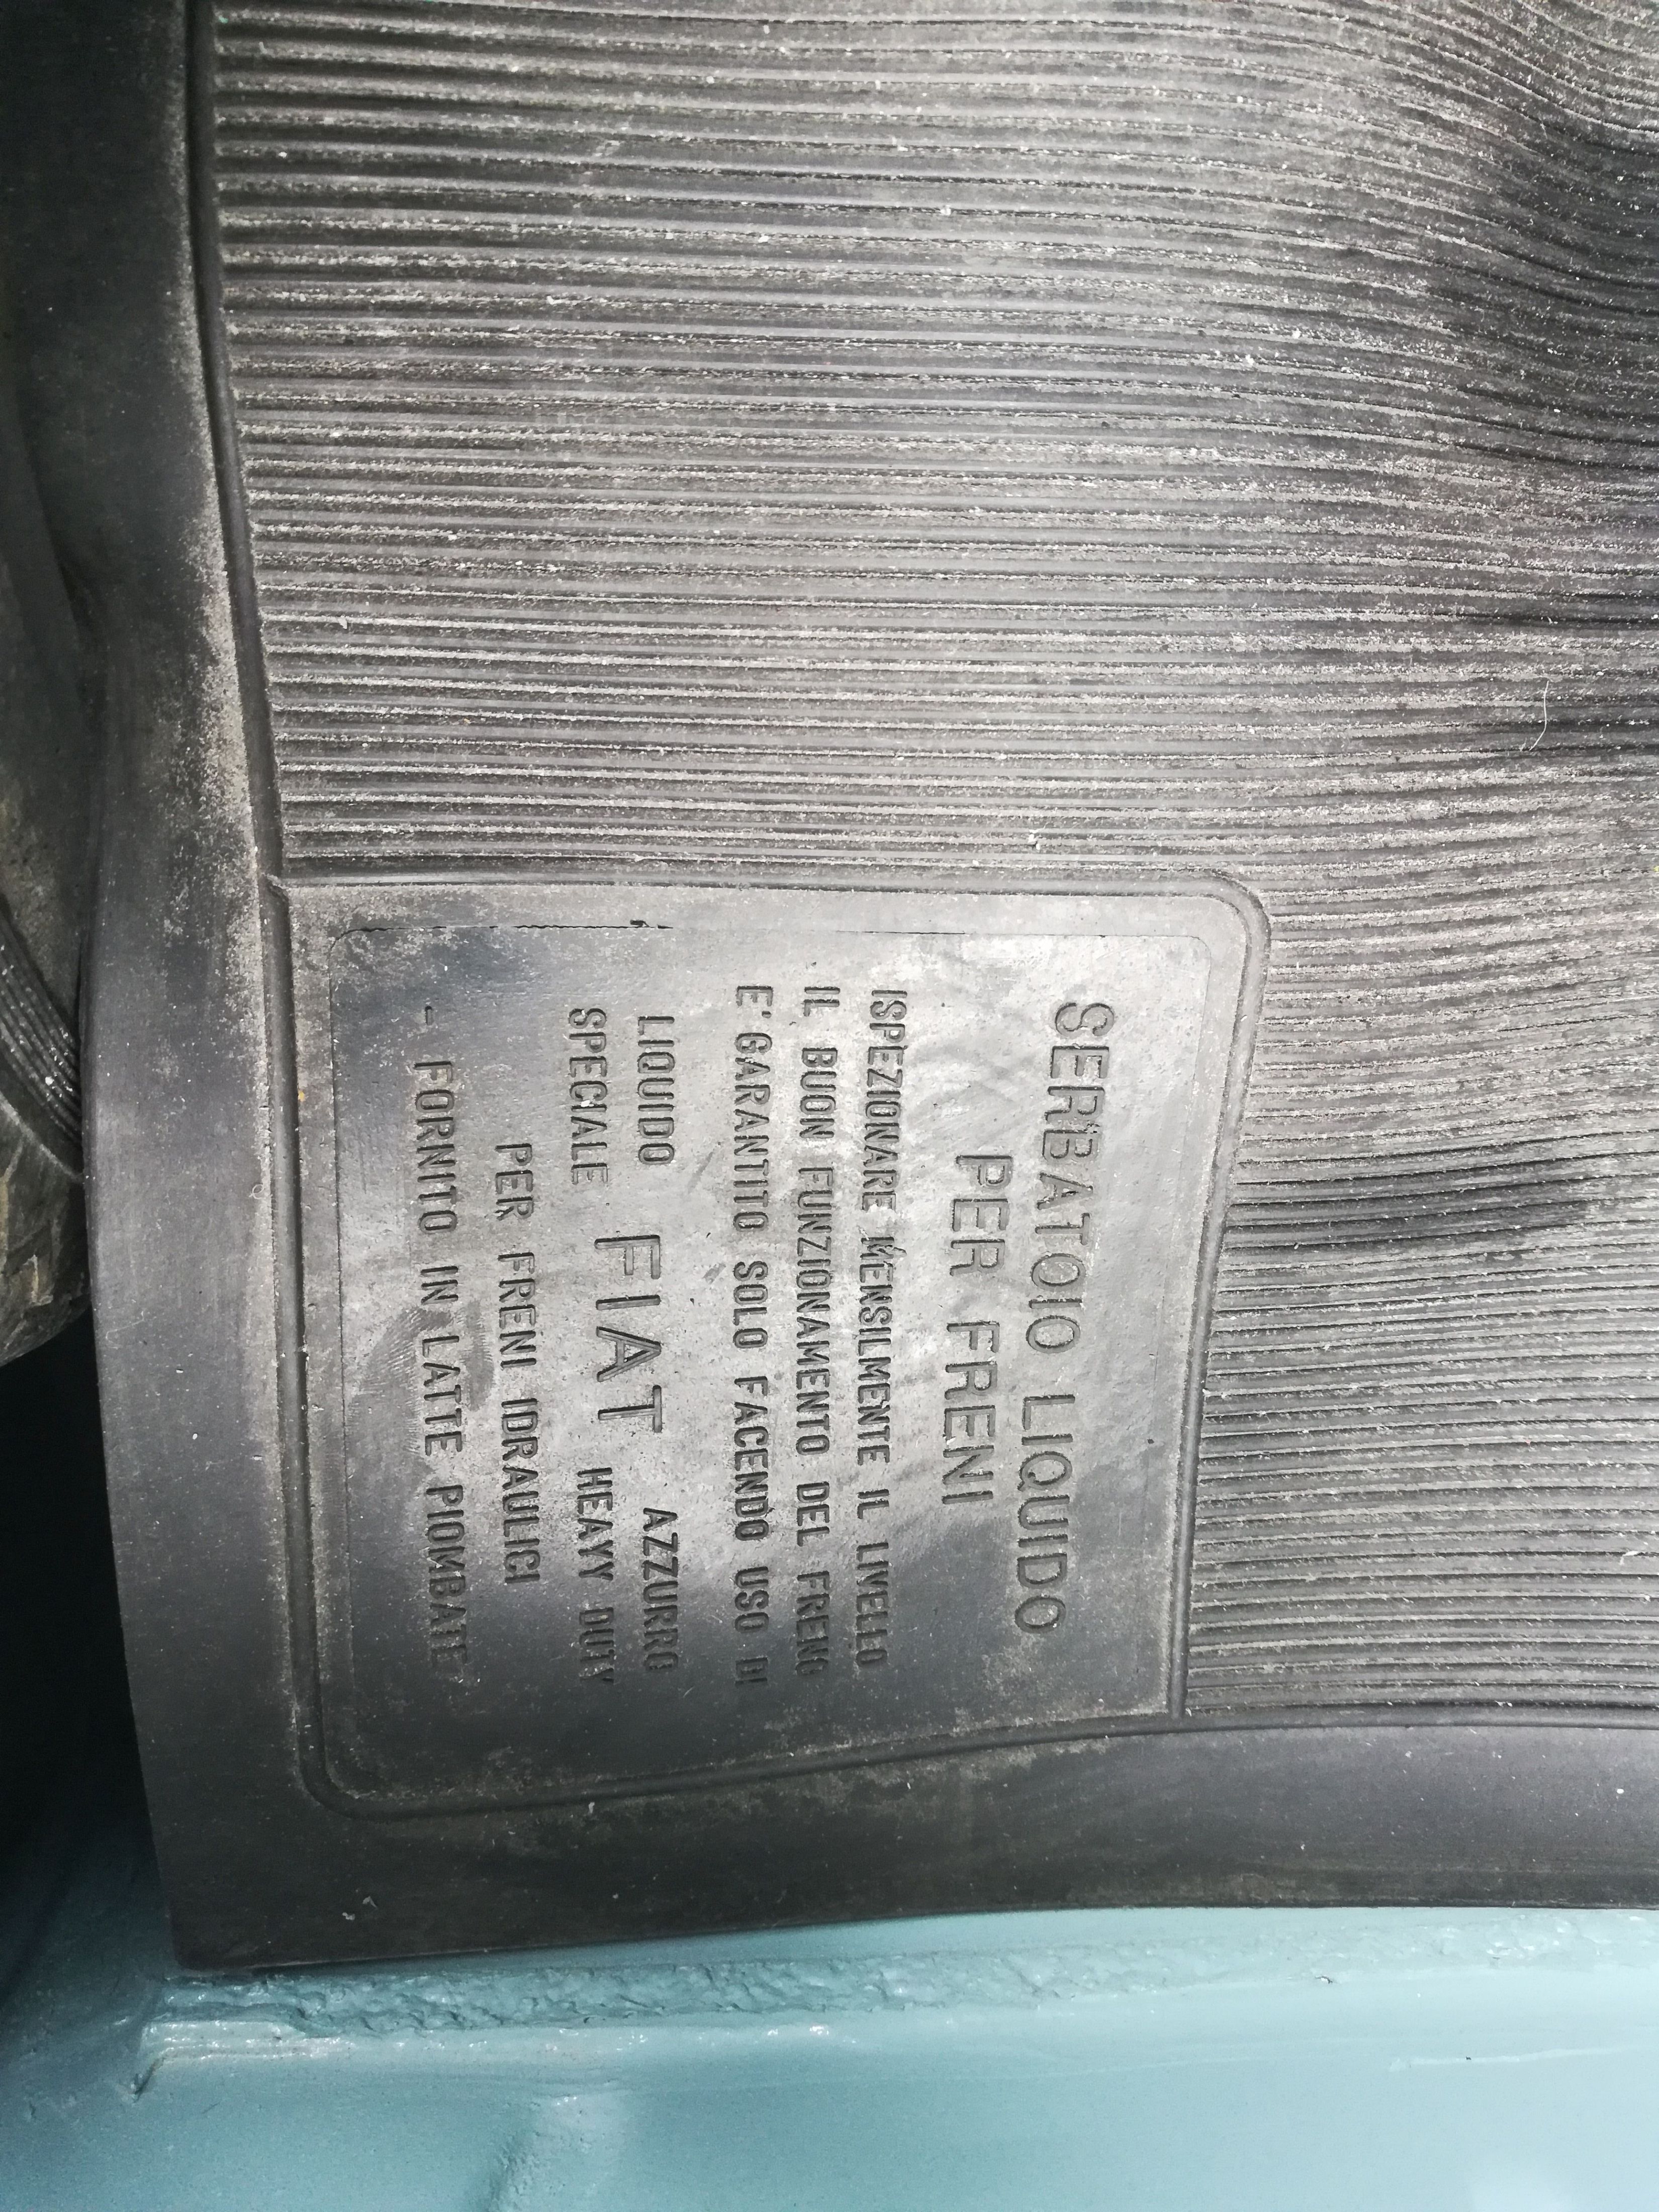 SERBATOIO LIQUIDO
PER FRENI
ISPEZIONARE MENSILMENTE IL LIVELLO
IL BUON FUNZIONAMENTO DEL FRENO
E' GARANTITO SOLO FACENDO USO DI
LIQUIDO FIAT AZZURRO
SPECIALE HEAVY DUTY
PER FRENI IDRAULICI
- FORNITO IN LATTE PIOMBATE -